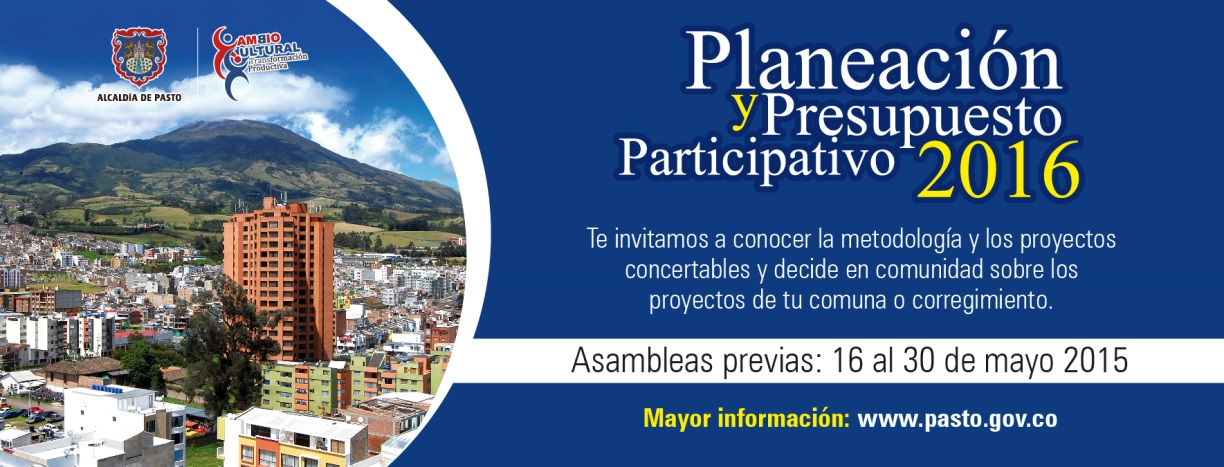 ALCALDÍA DE PASTO
CAMBIO
CULTURAL
Transformación
Productiva
Planeación
y Presupuesto
Participativo 2016
Te invitamos a conocer la metodología y los proyectos
concertables y decide en comunidad sobre los
proyectos de tu comuna o corregimiento.
Asambleas previas: 16 al 30 de mayo 2015
Mayor información: www.pasto.gov.co